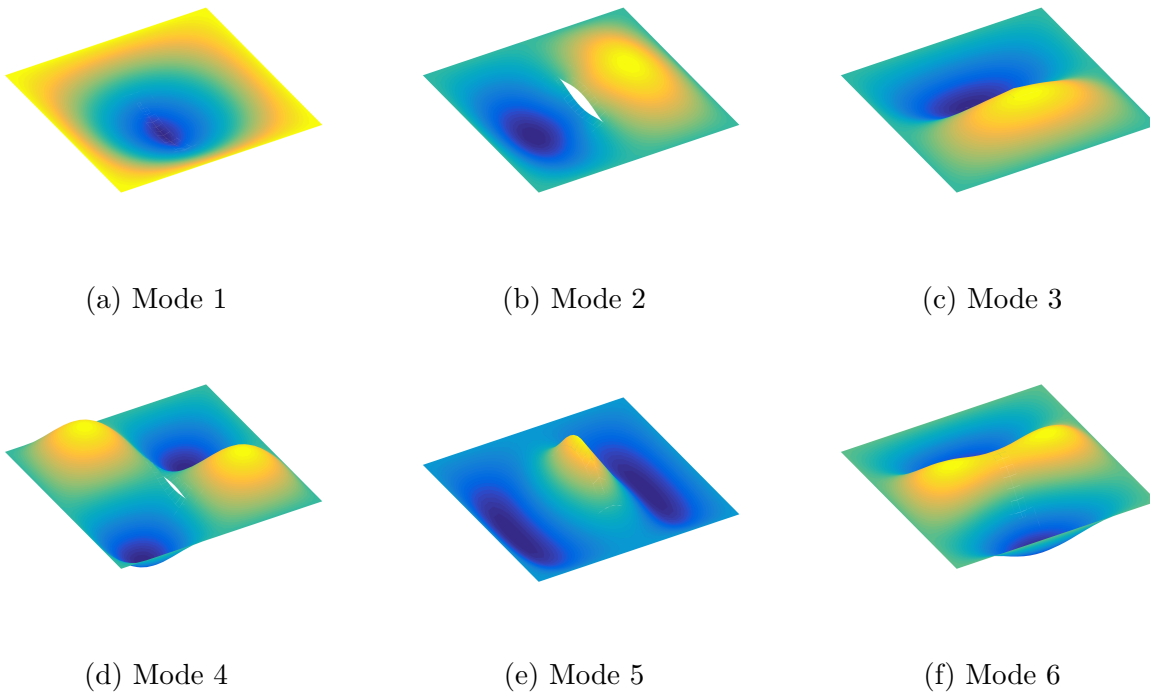 (a) Mode 1
(b) Mode 2
(c) Mode 3
(d) Mode 4
(e) Mode 5
(f) Mode 6